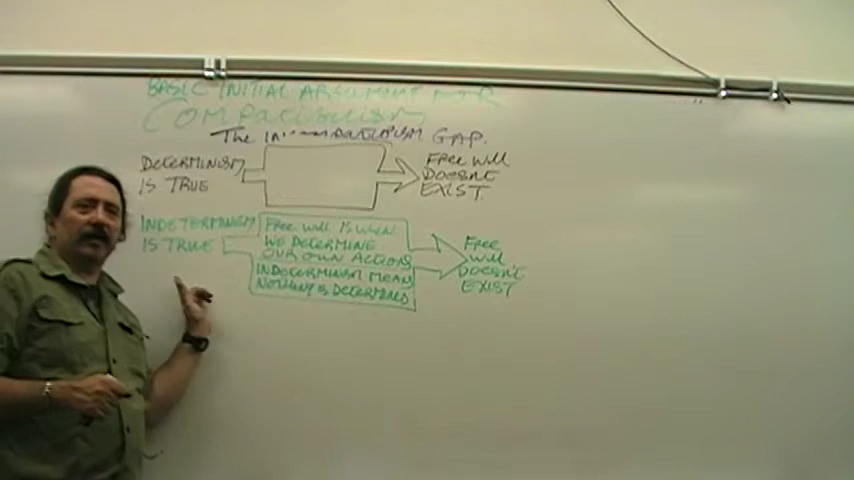 BASIC INITIAL ARGUMENT FOR
COMPATIBILISM
THE INCOMPATIBILISM GAP.
DETERMINISM
IS TRUE
FREE WILL
DOESN'T
EXIST.
INDETERMINISM
IS TRUE
FREE WILL IS WHEN
WE DETERMINE
OUR OWN ACTIONS
INDETERMINISM MEANS
NOTHING IS DETERMINED
FREE
WILL
DOESN'T
EXIST